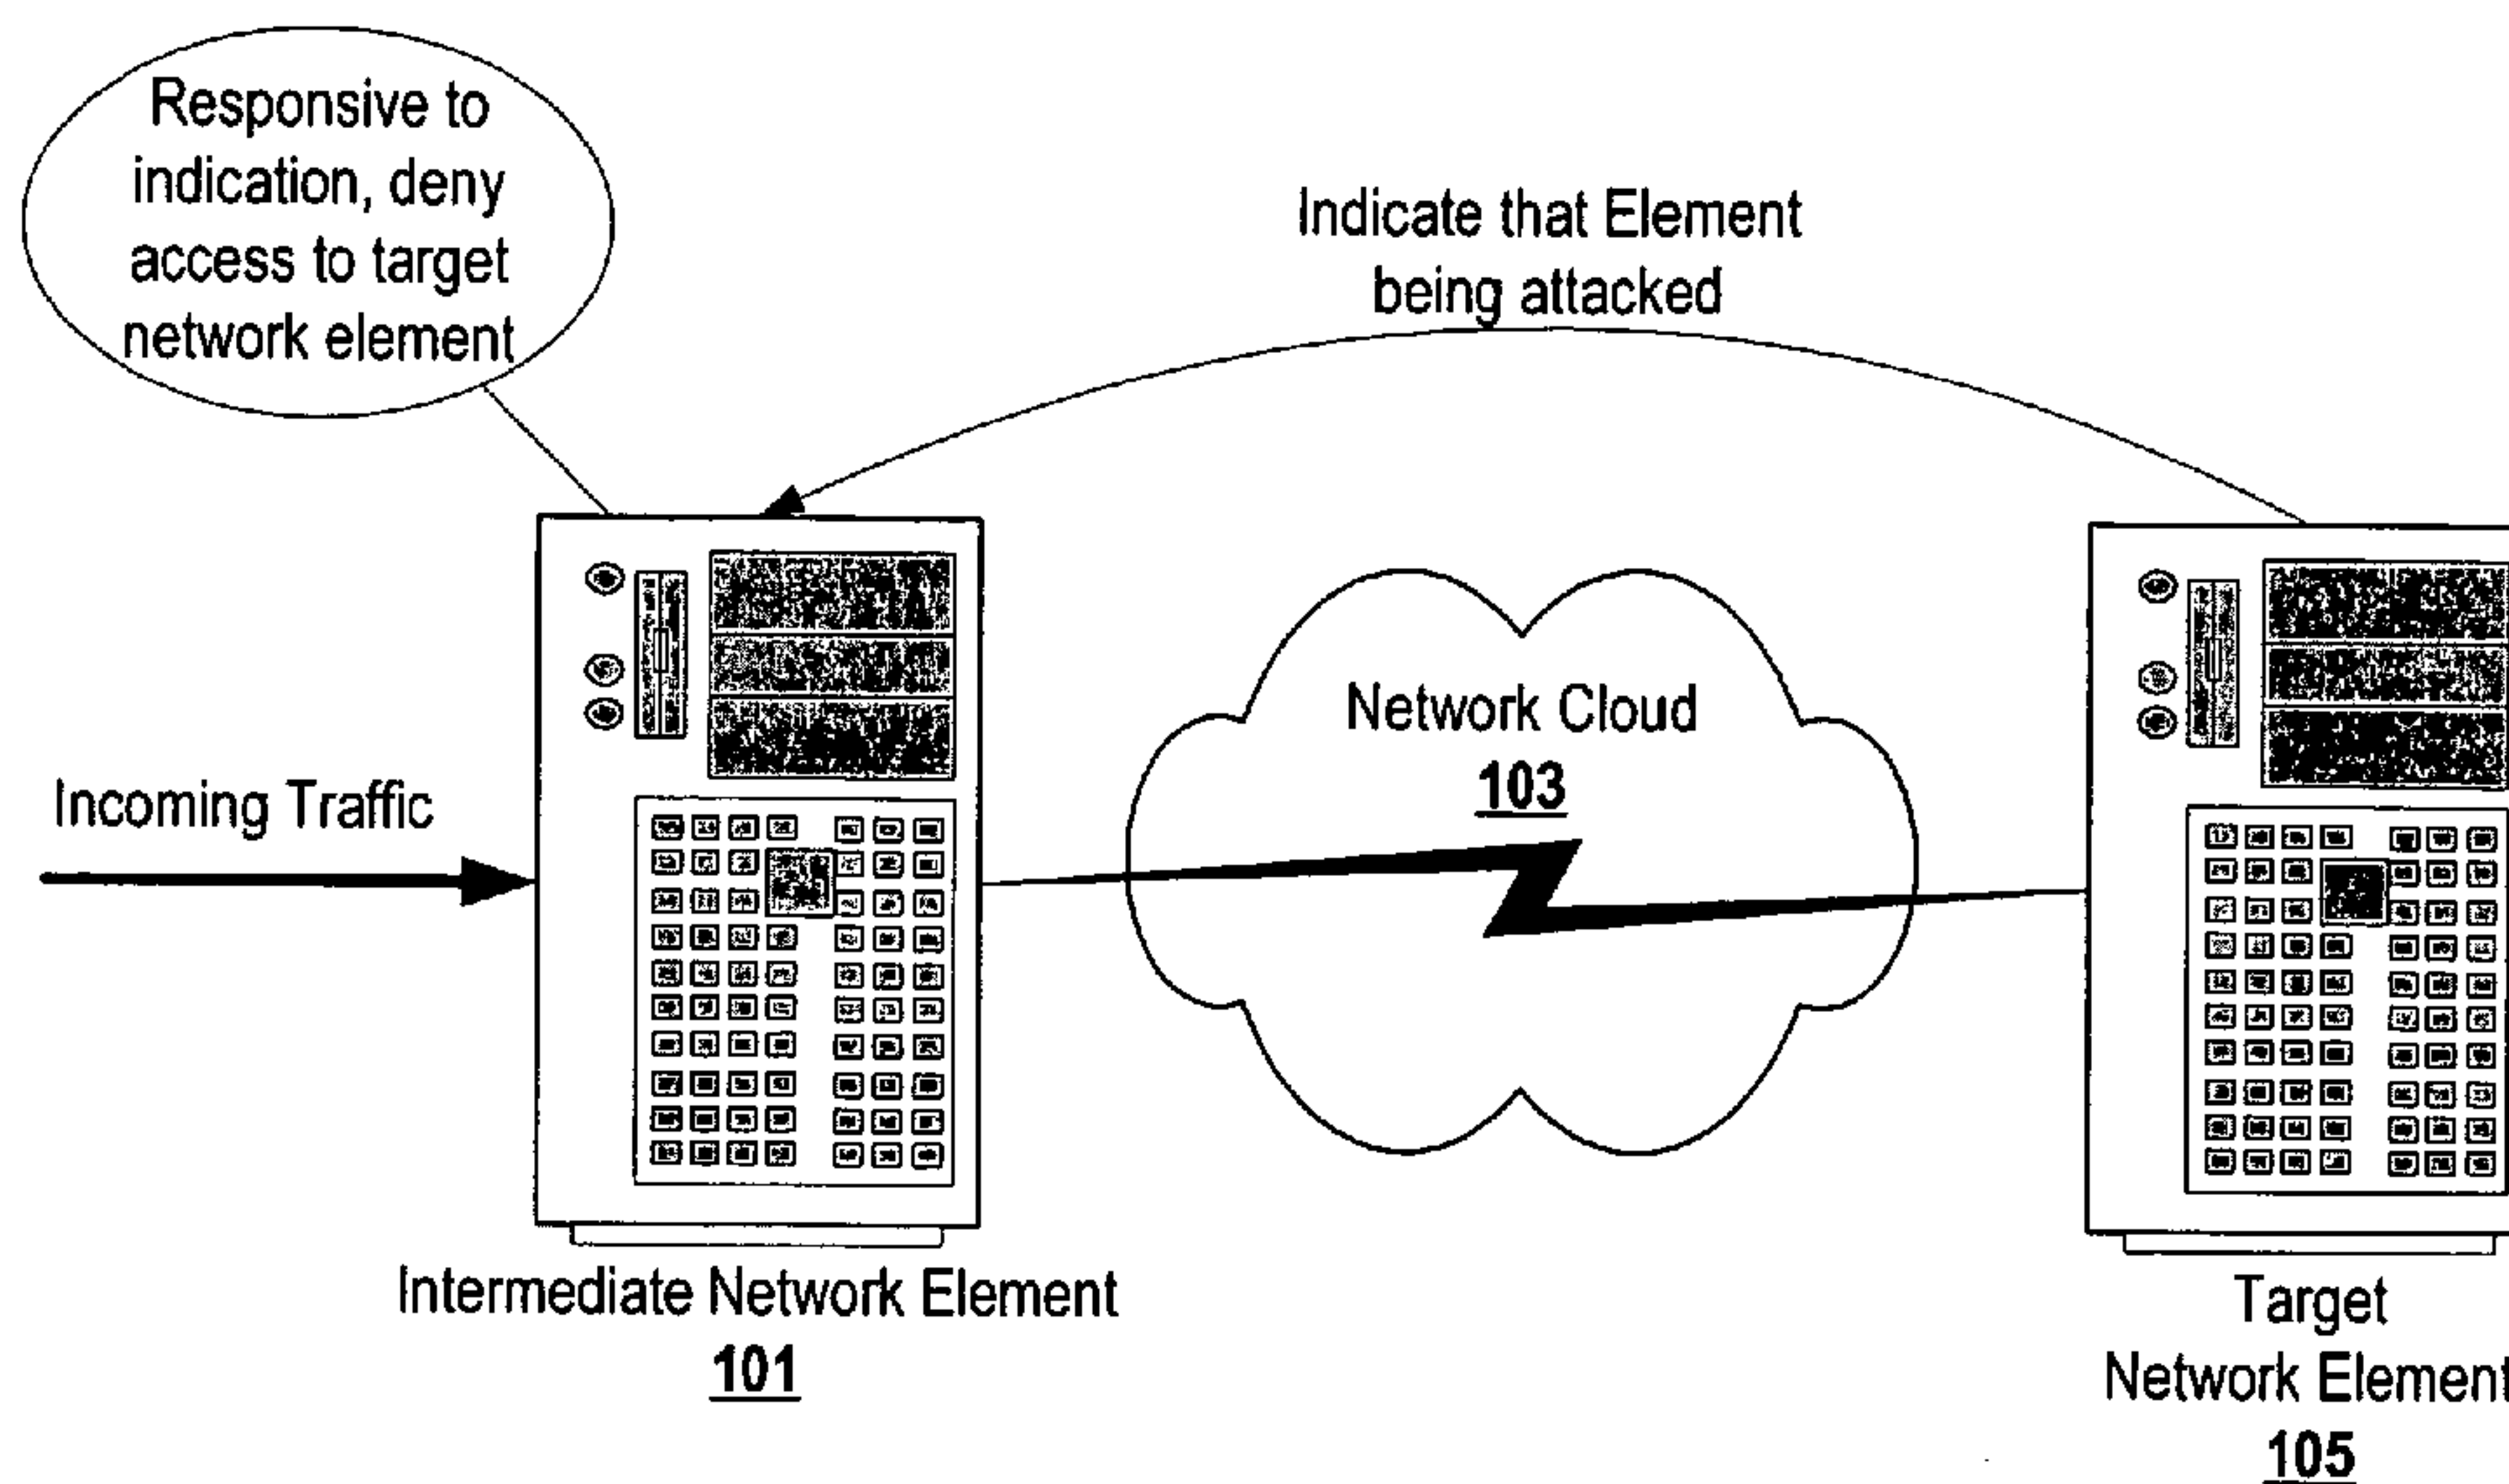 Responsive to
indication, deny
access to target
network element
Indicate that Element
being attacked
Incoming Traffic
Network Cloud
103
Intermediate Network Element
101
Target
Network Element
105